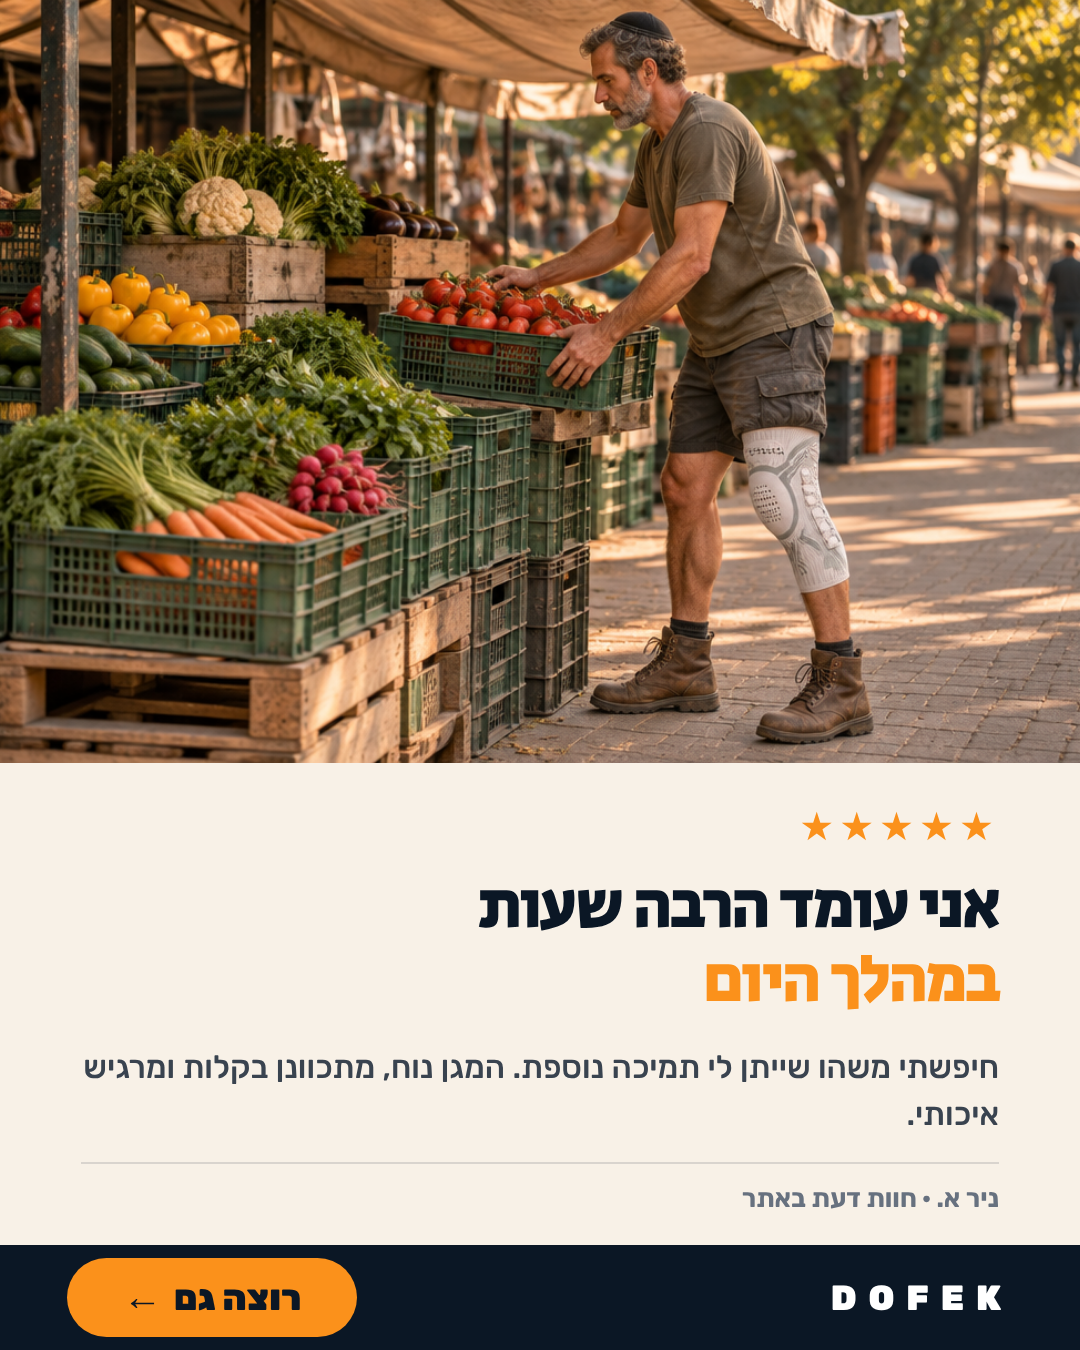 ★★★★★
אני עומד הרבה שעות
במהלך היום
חיפשתי משהו שייתן לי תמיכה נוספת. המגן נוח, מתכוונן בקלות ומרגיש
איכותי.
ניר א. • חוות דעת באתר
רוצה גם ←
DOFEK